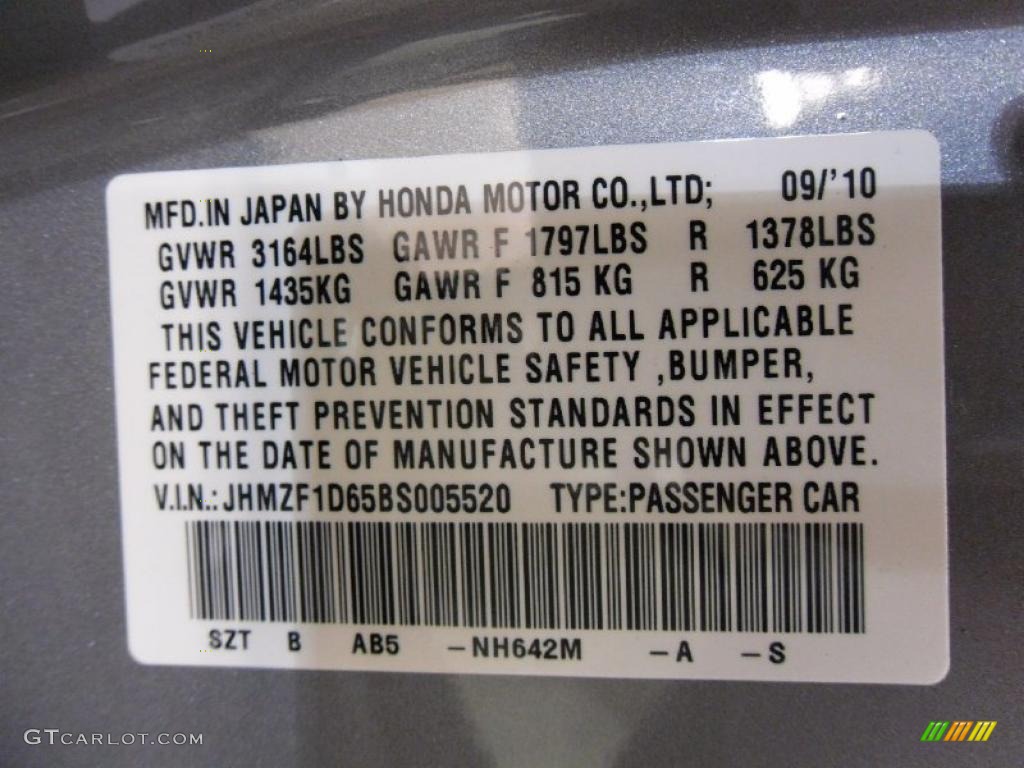 MFD.IN JAPAN BY HONDA MOTOR CO.,LTD; 09/'10
GVWR 3164LBS GAWR F 1797LBS R 1378LBS
GVWR 1435KG GAWR F 815 KG R 625 KG
THIS VEHICLE CONFORMS TO ALL APPLICABLE
FEDERAL MOTOR VEHICLE SAFETY ,BUMPER,
AND THEFT PREVENTION STANDARDS IN EFFECT
ON THE DATE OF MANUFACTURE SHOWN ABOVE.
V.I.N.: JHMZF1D65BS005520 TYPE:PASSENGER CAR
SZT B AB5 –NH642M –A –S
GTCARLOT.COM